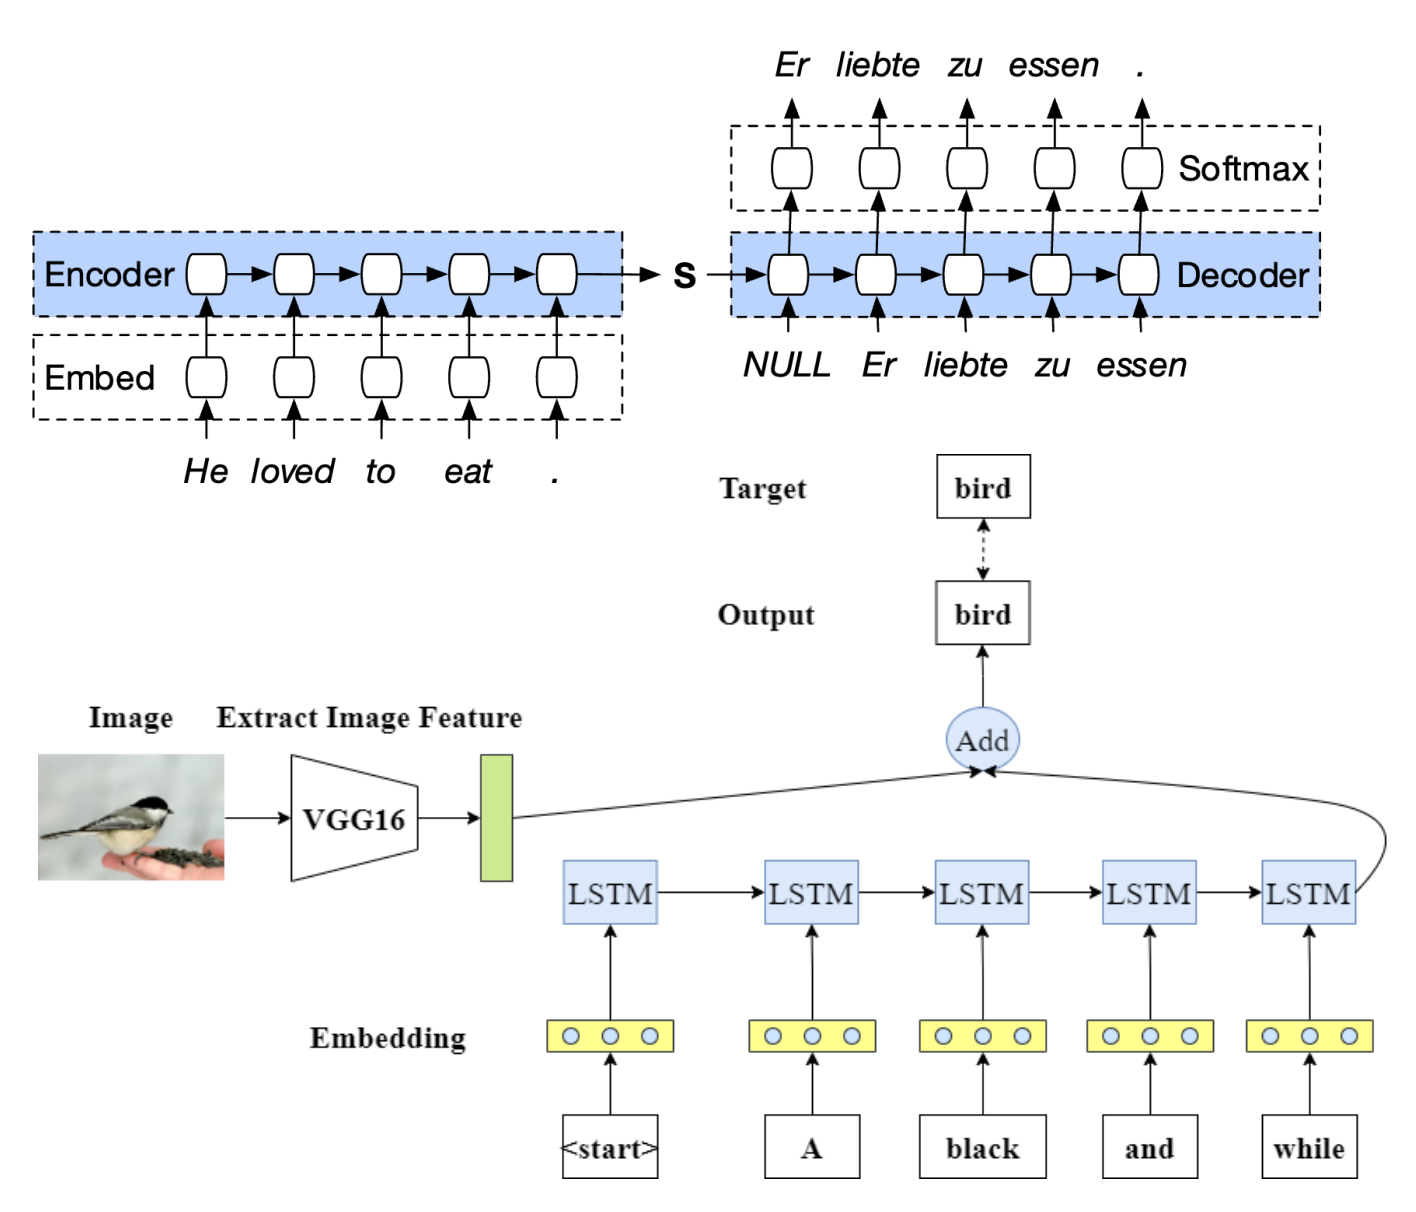 Er liebte zu essen .
Softmax
Encoder
S
Decoder
NULL Er liebte zu essen
Embed
He loved to eat .
Target
bird
Output
bird
Image
Extract Image Feature
Add
VGG16
LSTM LSTM LSTM LSTM LSTM
Embedding
<start> A black and while